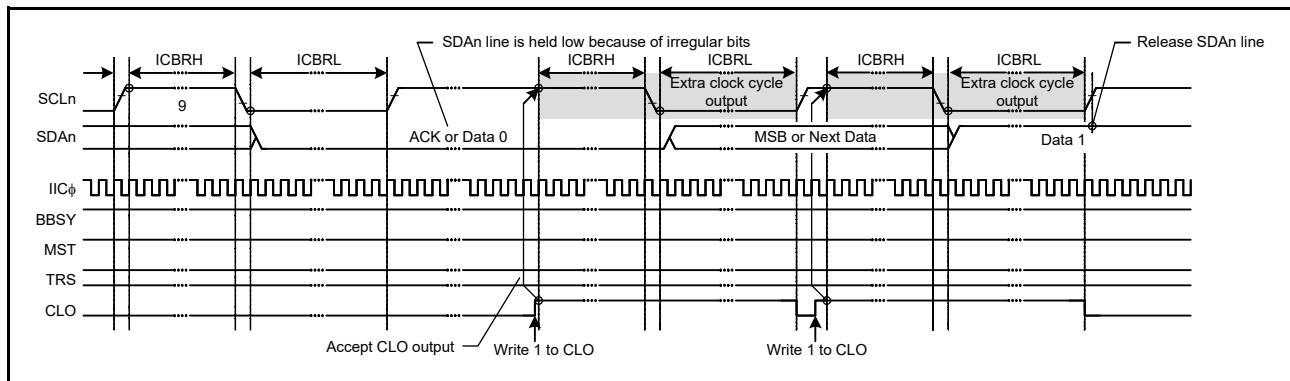 SDAn line is held low because of irregular bits
Release SDAn line
ICBRH
ICBRL
ICBRH
ICBRL
ICBRH
ICBRL
SCLn
9
Extra clock cycle
output
Extra clock cycle
output
SDAn
ACK or Data 0
MSB or Next Data
Data 1
IICϕ
BBSY
MST
TRS
CLO
Accept CLO output
Write 1 to CLO
Write 1 to CLO